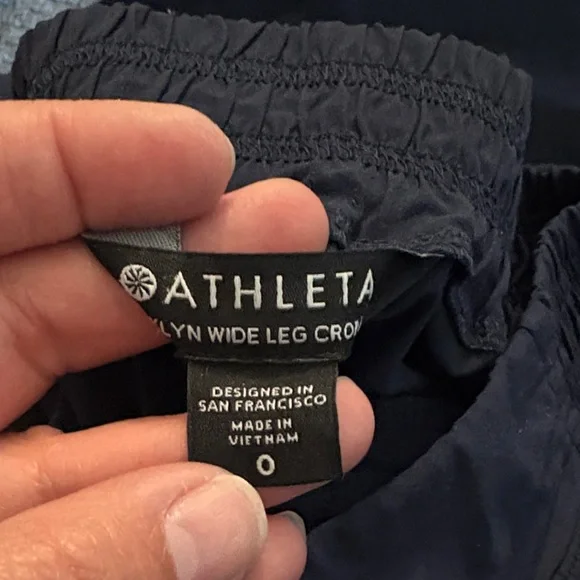 ATHLETA
LYN WIDE LEG CRO
DESIGNED IN
SAN FRANCISCO
MADE IN
VIETNAM
0